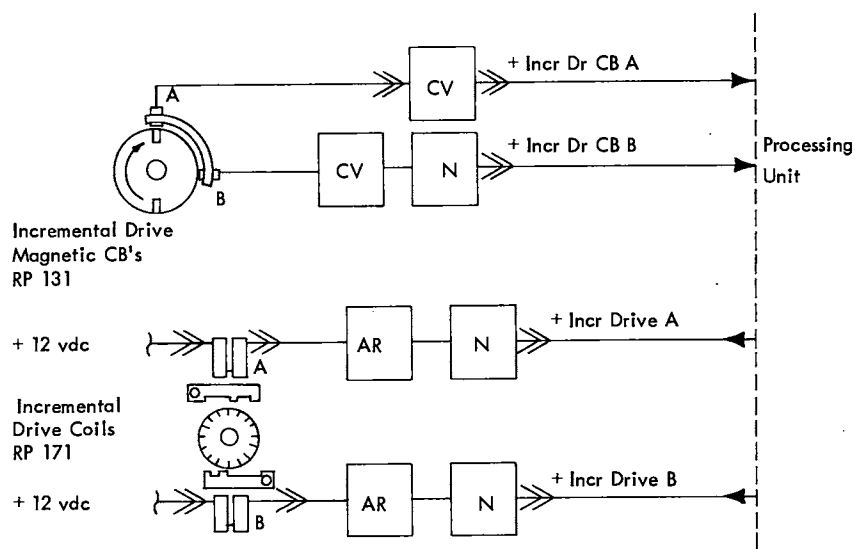 + Incr Dr CB A
A
CV
+ Incr Dr CB B
Processing
Unit
CV
N
B
Incremental Drive
Magnetic CB's
RP 131
+ Incr Drive A
+ 12 vdc
AR
N
A
Incremental
Drive Coils
RP 171
+ Incr Drive B
+ 12 vdc
AR
N
B